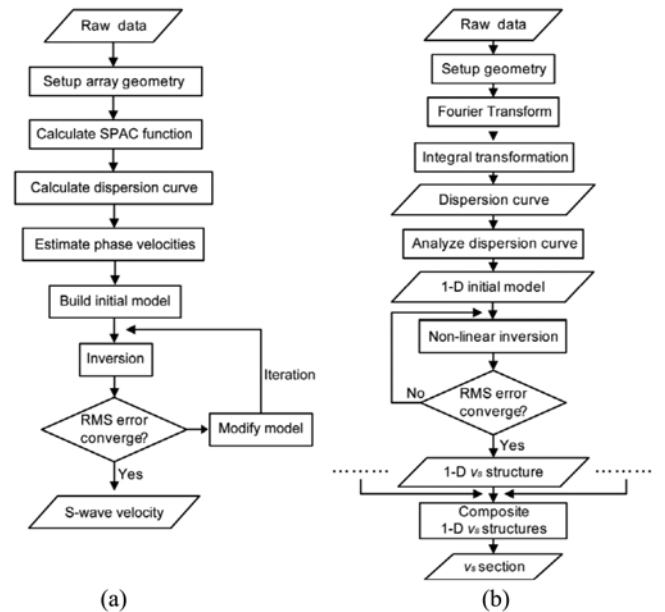 Raw data
Setup array geometry
Calculate SPAC function
Calculate dispersion curve
Estimate phase velocities
Build initial model
Inversion
Iteration
RMS error
converge?
Modify model
Yes
S-wave velocity
(a)
Raw data
Setup geometry
Fourier Transform
Integral transformation
Dispersion curve
Analyze dispersion curve
1-D initial model
Non-linear inversion
No
RMS error
converge?
Yes
1-D vs structure
Composite
1-D vs structures
vs section
(b)